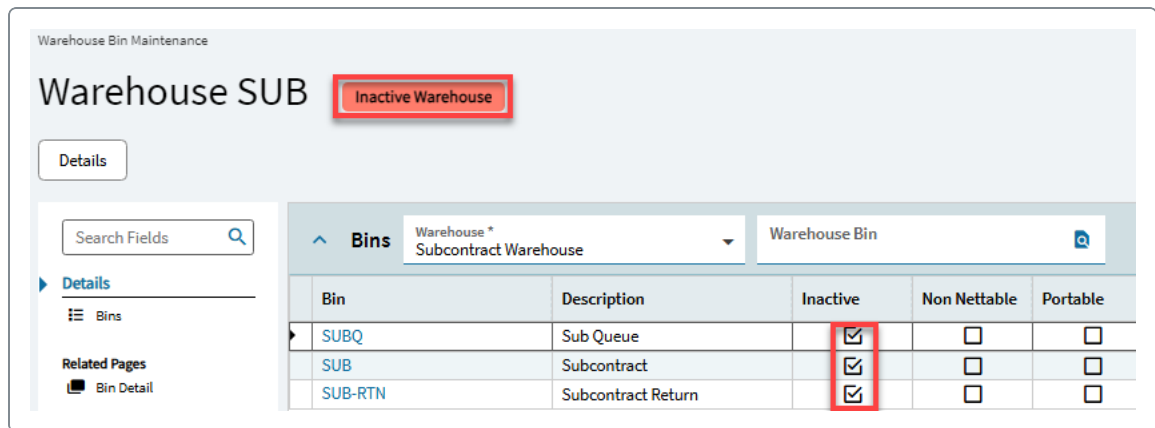 Warehouse Bin Maintenance
Warehouse SUB Inactive Warehouse
Details
Search Fields
Details
Bins
Related Pages
Bin Detail
Bins Warehouse * Subcontract Warehouse Warehouse Bin
Bin Description Inactive Non Nettable Portable
SUBQ Sub Queue
SUB Subcontract
SUB-RTN Subcontract Return